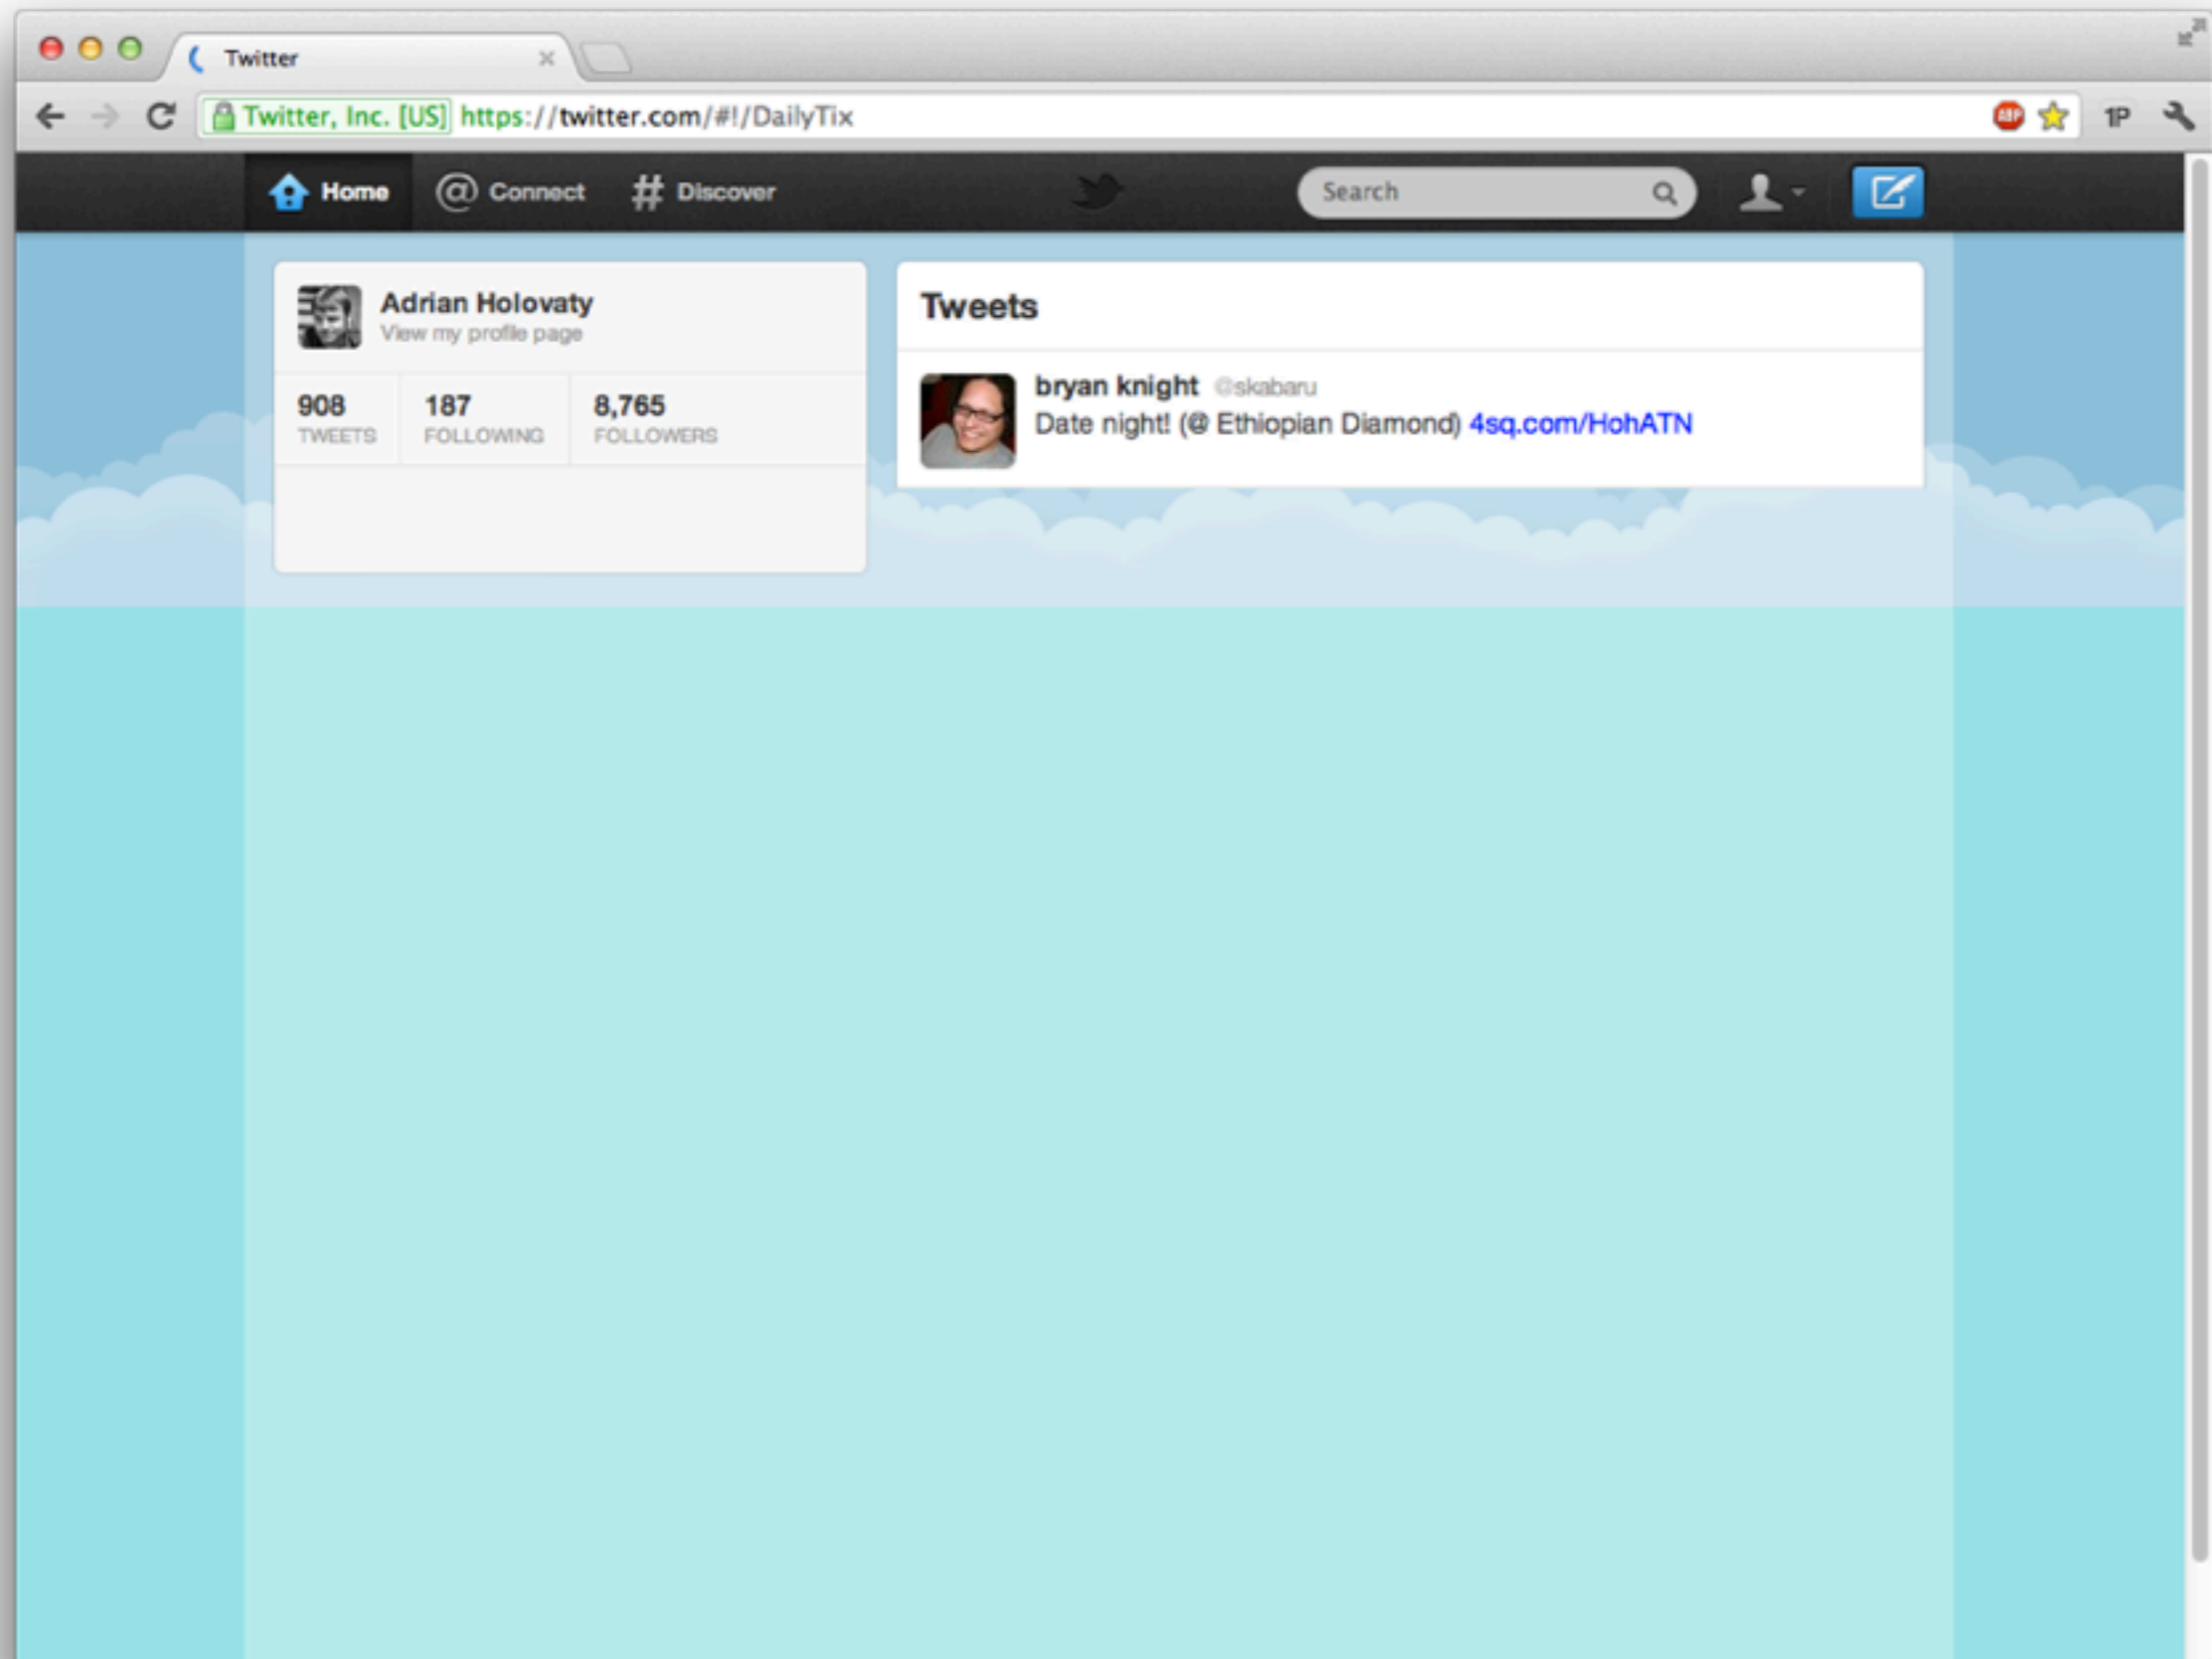 Twitter
Twitter, Inc. [US] https://twitter.com/#!/DailyTix
ABP
1P
Home
@ Connect
# Discover
Search
Adrian Holovaty
View my profile page
908
TWEETS
187
FOLLOWING
8,765
FOLLOWERS
Tweets
bryan knight @skabaru
Date night! (@ Ethiopian Diamond) 4sq.com/HohATN